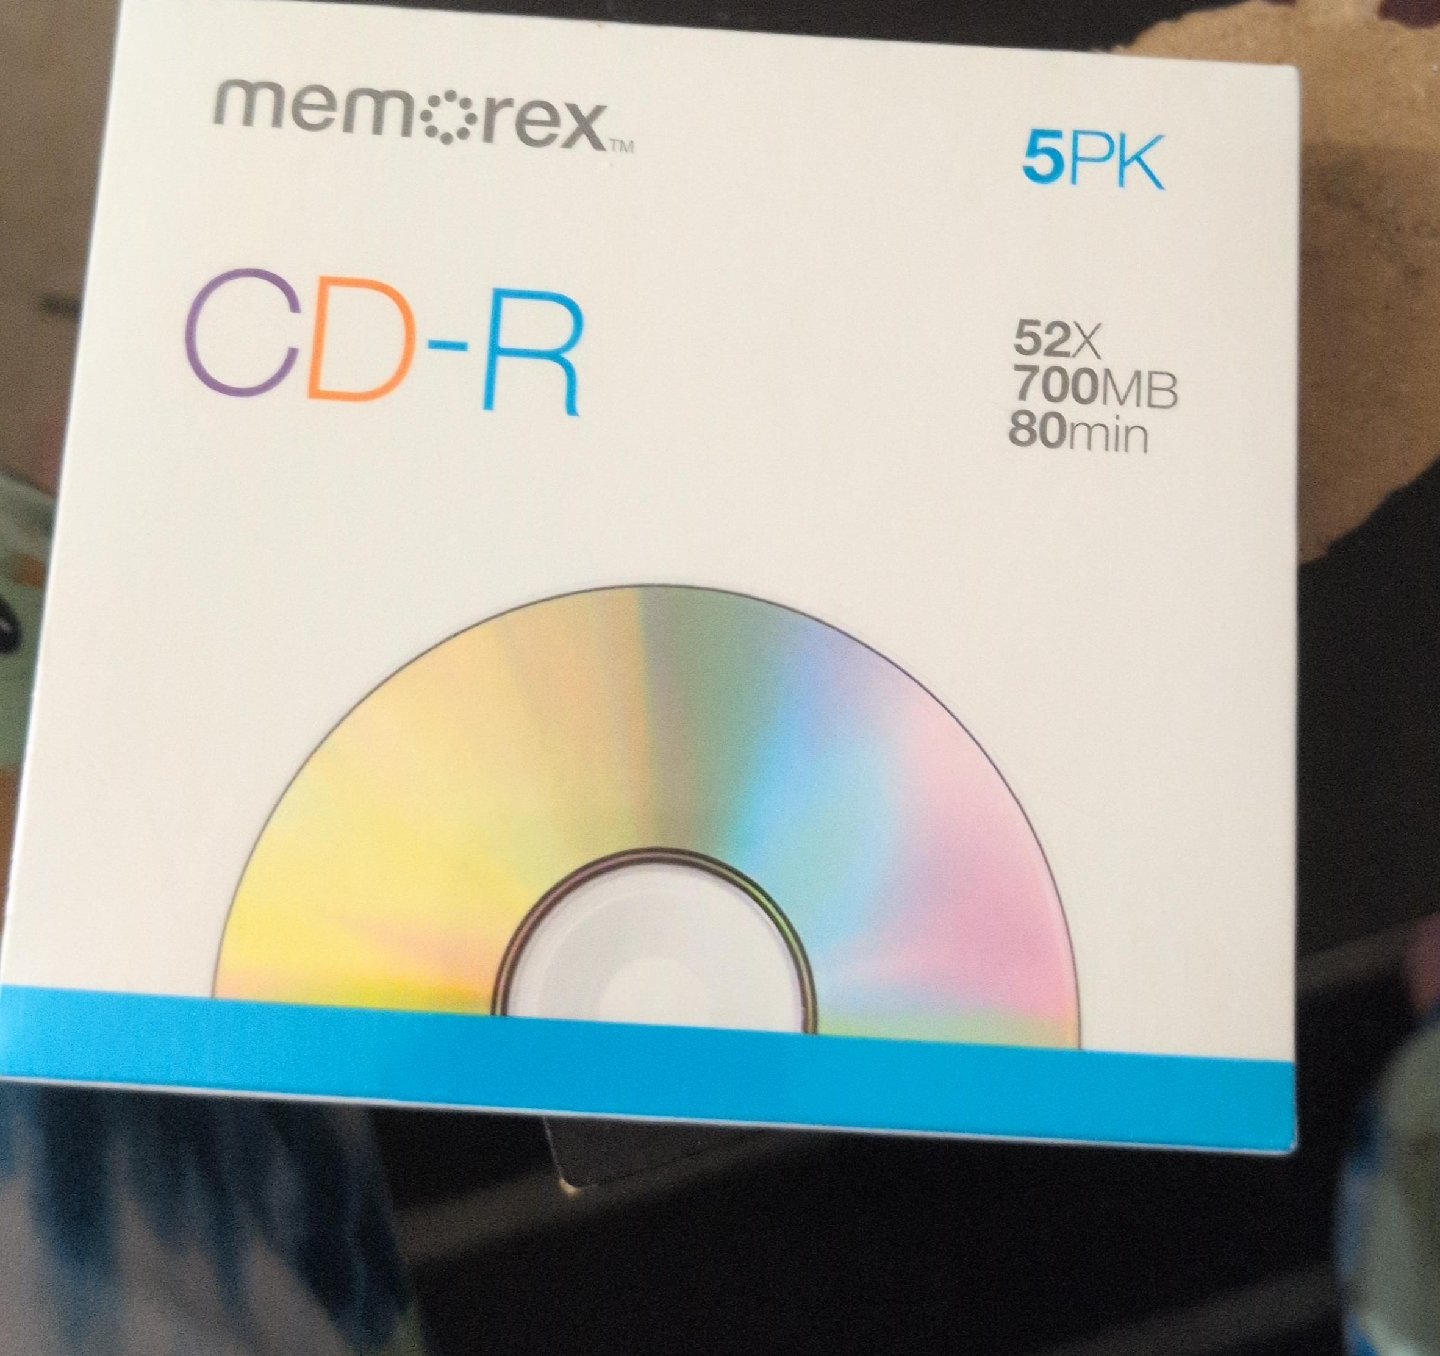 memorex™
5PK
CD-R
52X
700MB
80min